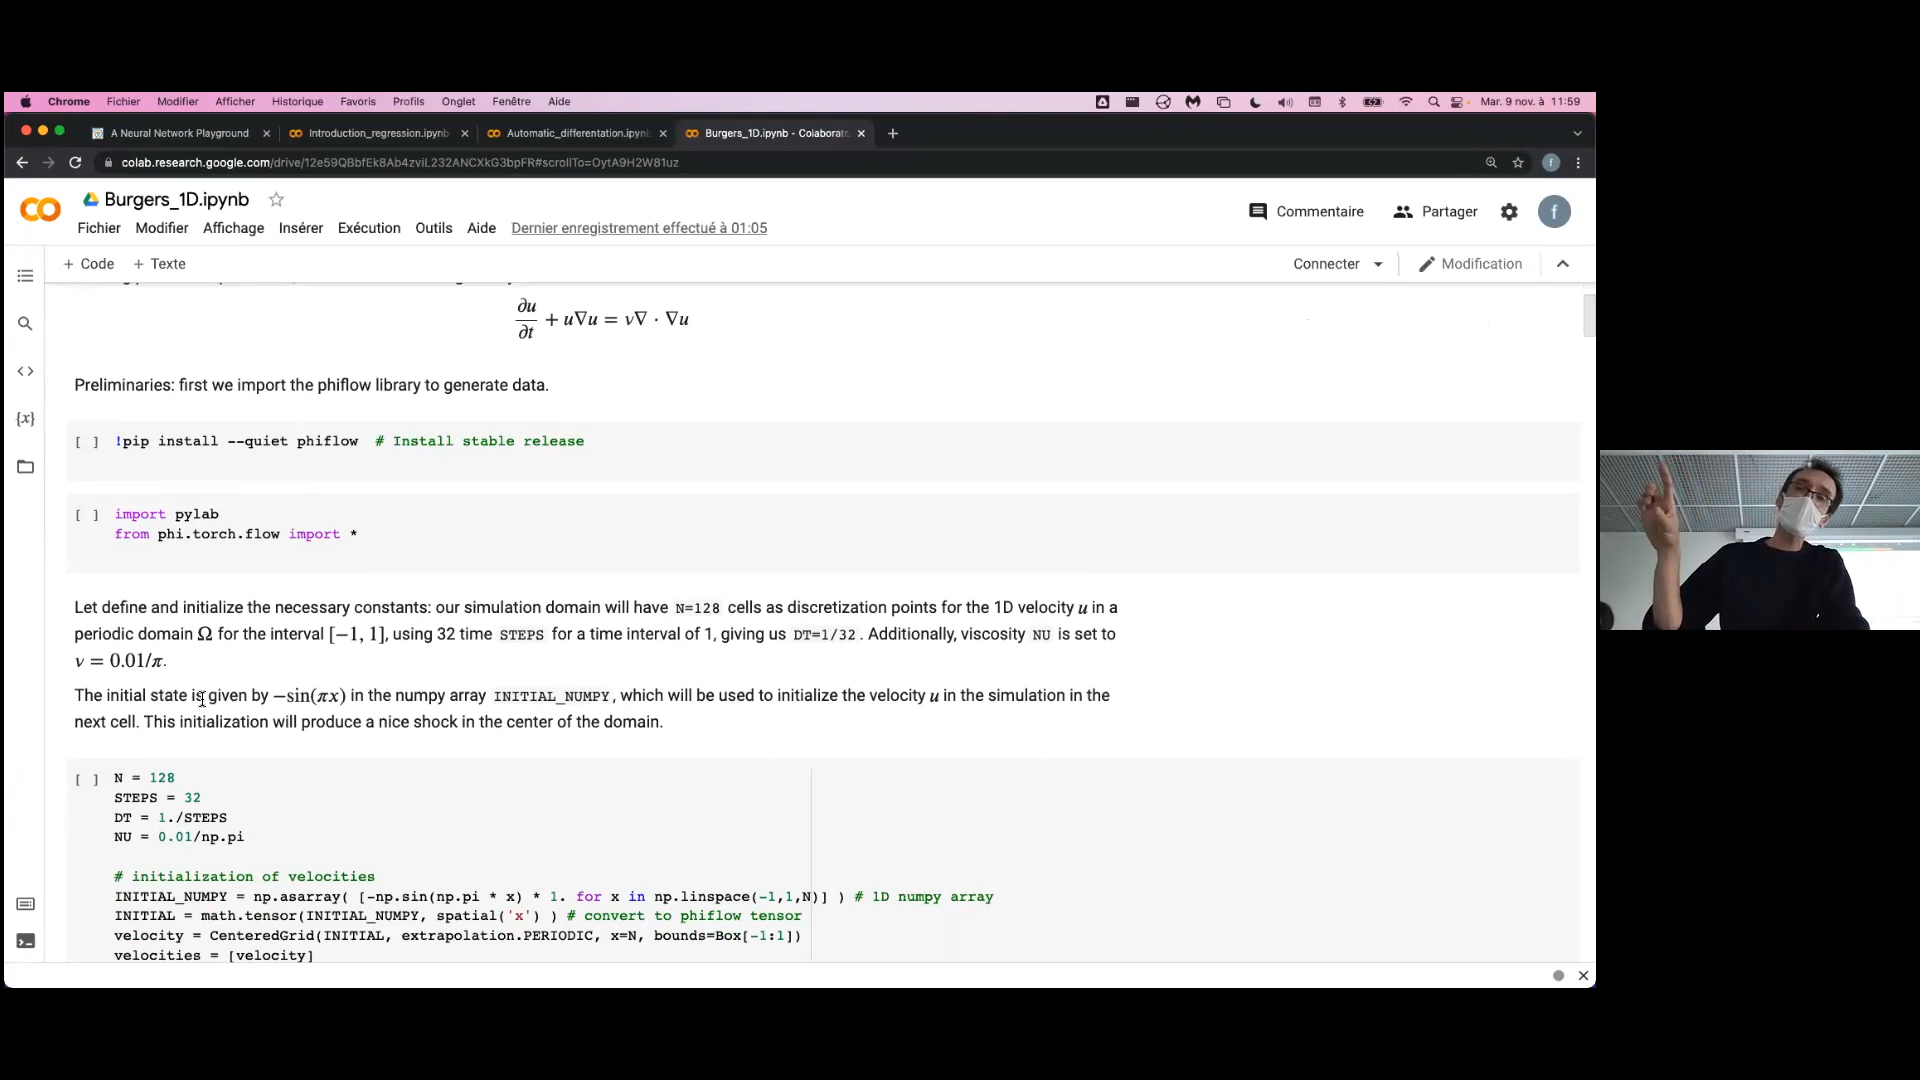 Chrome Fichier Modifier Afficher Historique Favoris Profils Onglet Fenêtre Aide Mar. 9 nov. à 11:59
A Neural Network Playground Introduction_regression.ipynb Automatic_differentation.ipynb Burgers_1D.ipynb - Colaborato
colab.research.google.com/drive/12e59QBbfEk8Ab4zviL232ANCXkG3bpFR#scrollTo=OytA9H2W81uz
Burgers_1D.ipynb
Commentaire Partager f
Fichier Modifier Affichage Insérer Exécution Outils Aide Dernier enregistrement effectué à 01:05
+ Code + Texte Connecter Modification
∂u/∂t + u∇u = ν∇ · ∇u
Preliminaries: first we import the phiflow library to generate data.
[ ] !pip install --quiet phiflow # Install stable release
[ ] import pylab
from phi.torch.flow import *
Let define and initialize the necessary constants: our simulation domain will have N=128 cells as discretization points for the 1D velocity u in a
periodic domain Ω for the interval [−1, 1], using 32 time STEPS for a time interval of 1, giving us DT=1/32. Additionally, viscosity NU is set to
ν = 0.01/π.
The initial state is given by −sin(πx) in the numpy array INITIAL_NUMPY, which will be used to initialize the velocity u in the simulation in the
next cell. This initialization will produce a nice shock in the center of the domain.
[ ] N = 128
STEPS = 32
DT = 1./STEPS
NU = 0.01/np.pi
# initialization of velocities
INITIAL_NUMPY = np.asarray( [-np.sin(np.pi * x) * 1. for x in np.linspace(-1,1,N)] ) # 1D numpy array
INITIAL = math.tensor(INITIAL_NUMPY, spatial('x') ) # convert to phiflow tensor
velocity = CenteredGrid(INITIAL, extrapolation.PERIODIC, x=N, bounds=Box[-1:1])
velocities = [velocity]